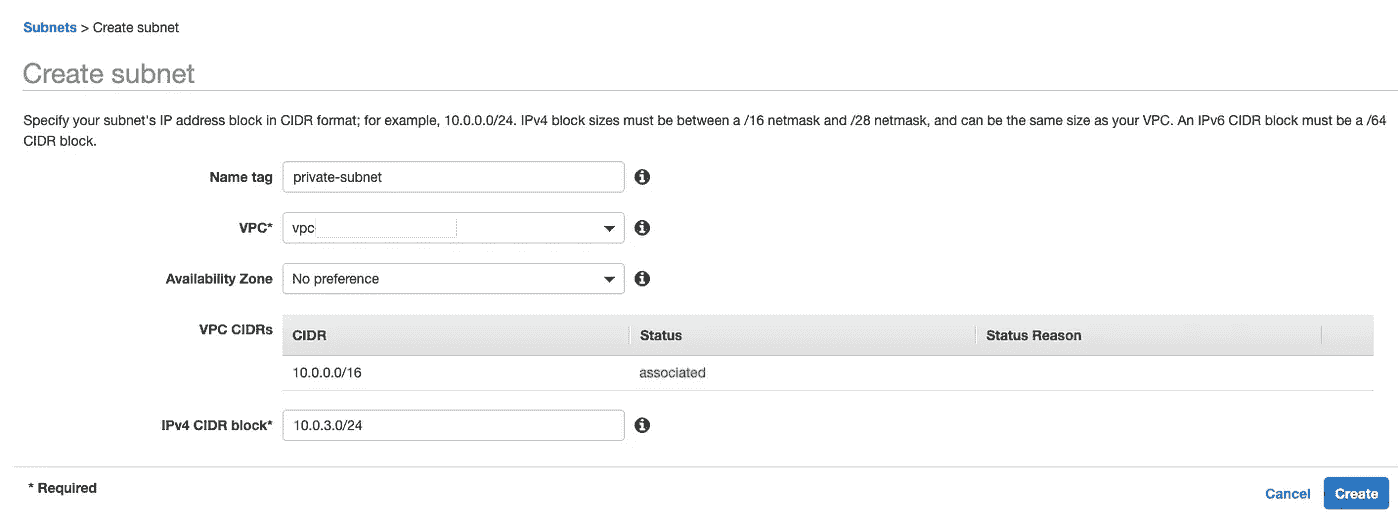 Subnets > Create subnet
Create subnet
Specify your subnet's IP address block in CIDR format; for example, 10.0.0.0/24. IPv4 block sizes must be between a /16 netmask and /28 netmask, and can be the same size as your VPC. An IPv6 CIDR block must be a /64
CIDR block.
Name tag private-subnet
VPC* vpc
Availability Zone No preference
VPC CIDRs CIDR Status Status Reason
10.0.0.0/16 associated
IPv4 CIDR block* 10.0.3.0/24
* Required
Cancel Create